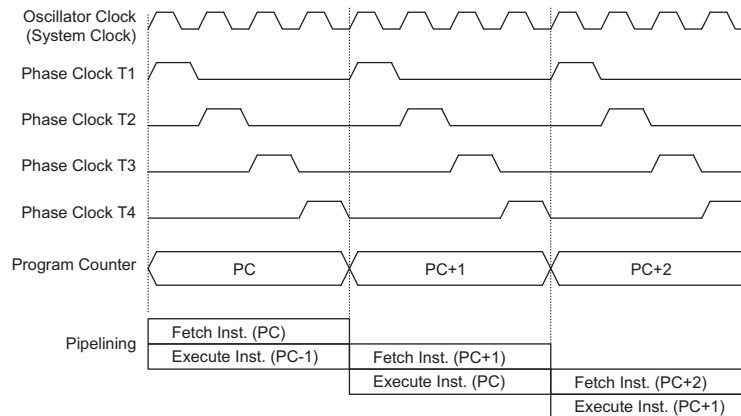 Oscillator Clock
(System Clock)
Phase Clock T1
Phase Clock T2
Phase Clock T3
Phase Clock T4
Program Counter
PC
PC+1
PC+2
Pipelining
Fetch Inst. (PC)
Execute Inst. (PC-1)
Fetch Inst. (PC+1)
Execute Inst. (PC)
Fetch Inst. (PC+2)
Execute Inst. (PC+1)